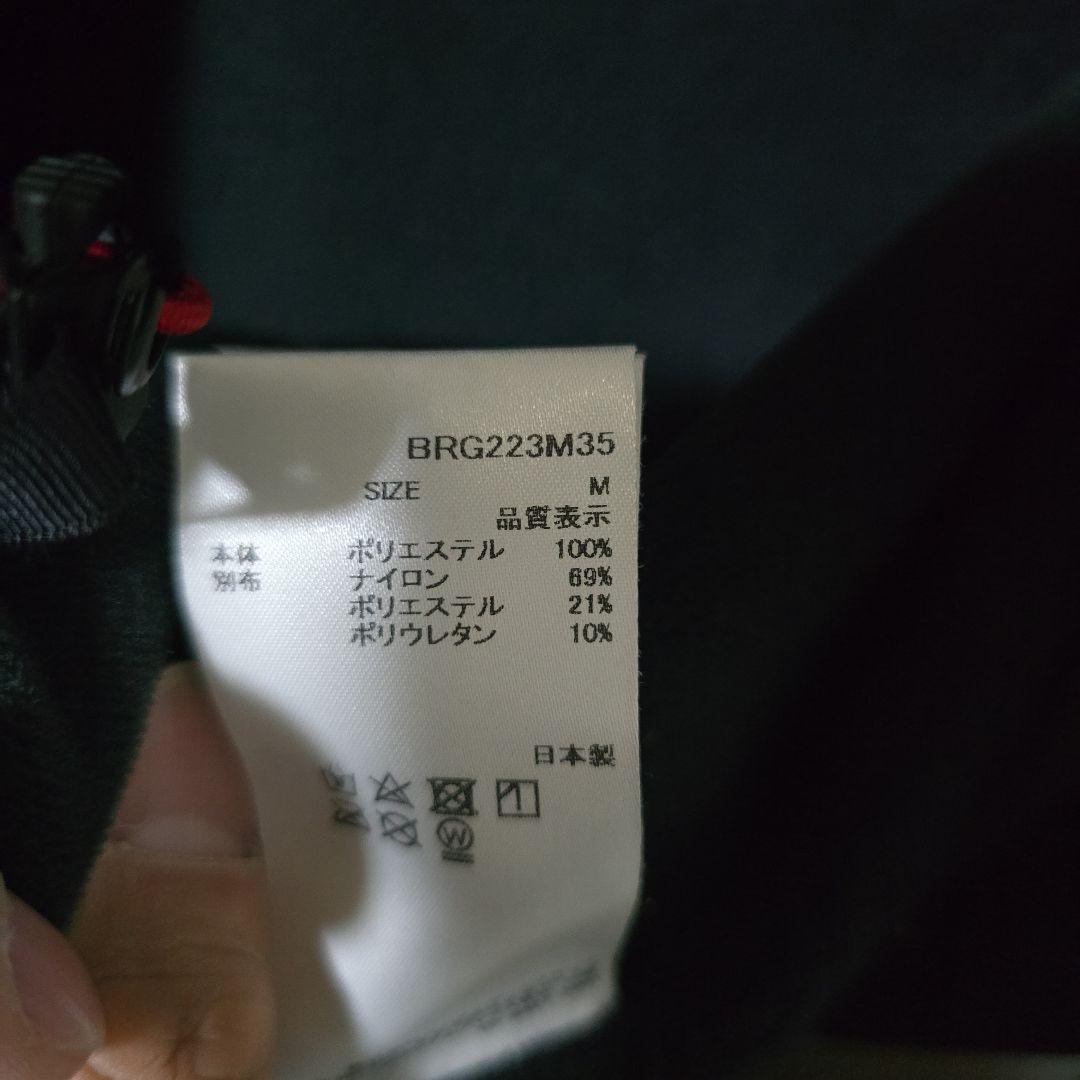 BRG223M35
SIZE M
品質表示
本体 ポリエステル 100%
別布 ナイロン 69%
ポリエステル 21%
ポリウレタン 10%
日本製
W